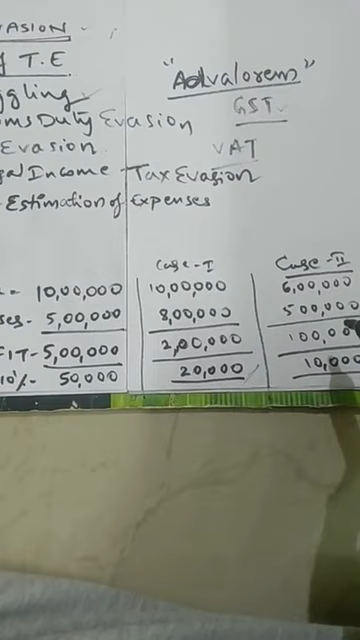 ASION
T.E
ggling
ms Duty Evasion
Evasion
Income - Tax Evasion
Estimation of Expenses
"Advalorem"
GST
VAT
Case-I
Case-II
= 10,00,000
10,00,000
6,00,000
ses - 5,00,000
8,00,000
500,000
FIT - 5,00,000
2,00,000
100,00
10%- 50,000
20,000
10,000